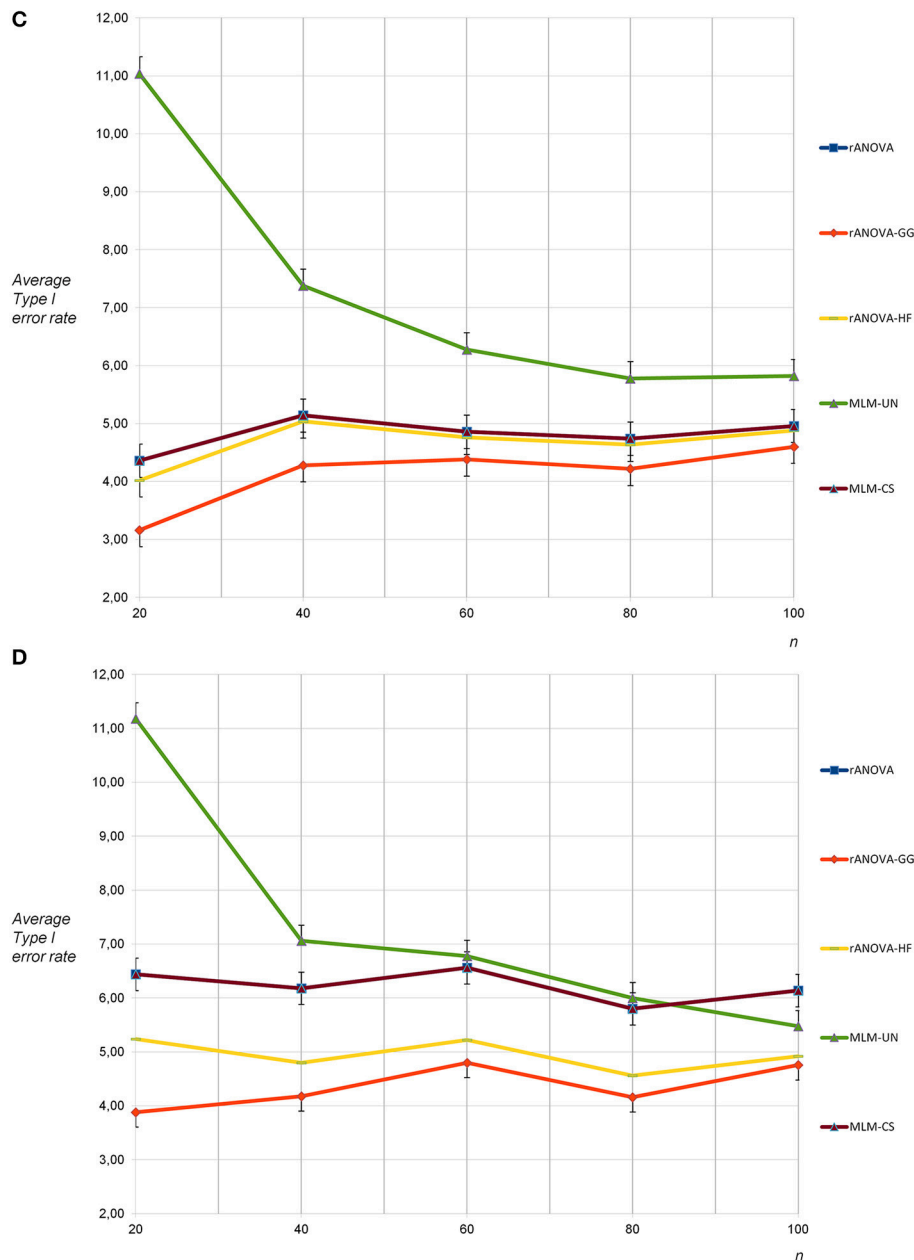 C
12,00
11,00
10,00
9,00
8,00
7,00
6,00
5,00
4,00
3,00
2,00
Average
Type I
error rate
20
40
60
80
100
n
rANOVA
rANOVA-GG
rANOVA-HF
MLM-UN
MLM-CS
D
12,00
11,00
10,00
9,00
8,00
7,00
6,00
5,00
4,00
3,00
2,00
Average
Type I
error rate
20
40
60
80
100
n
rANOVA
rANOVA-GG
rANOVA-HF
MLM-UN
MLM-CS